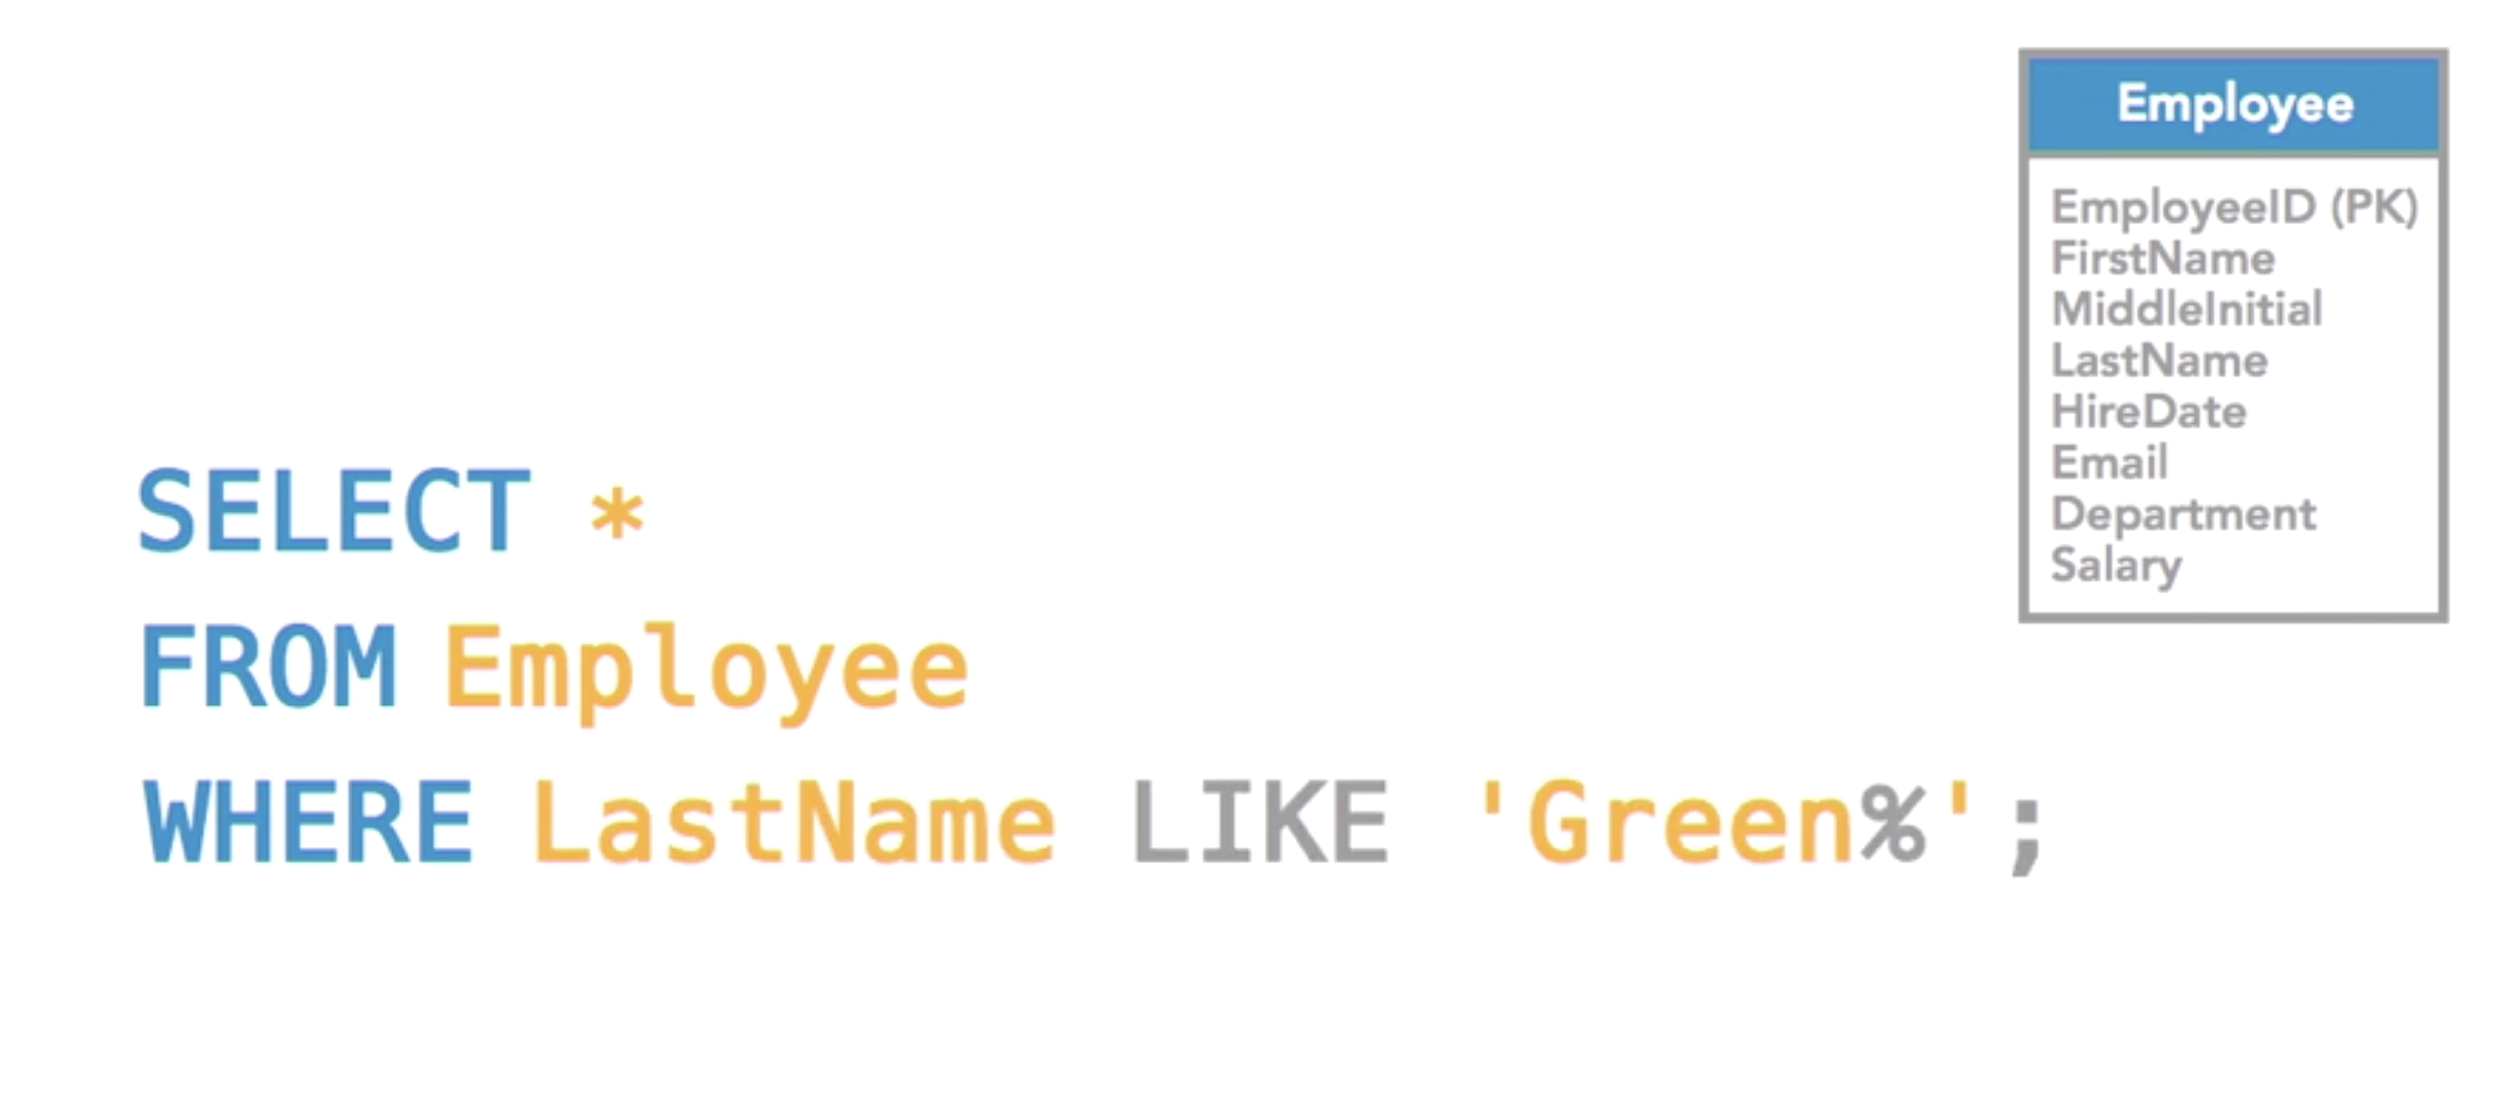 Employee
EmployeeID (PK)
FirstName
MiddleInitial
LastName
HireDate
Email
Department
Salary
SELECT *
FROM Employee
WHERE LastName LIKE 'Green%';